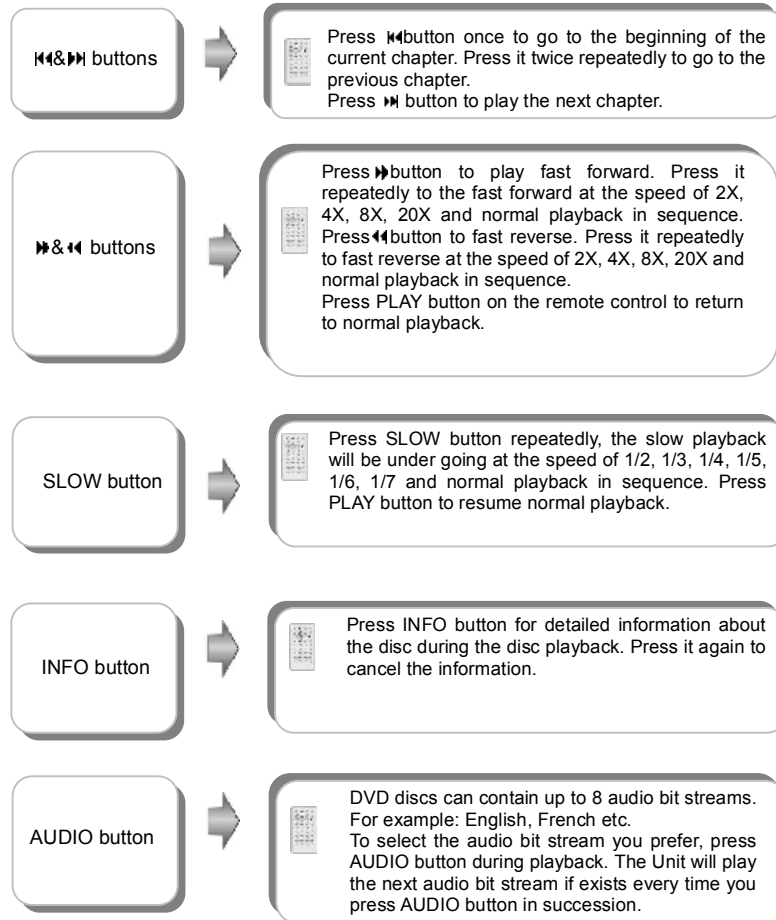 ⏮&⏭ buttons
Press ⏮button once to go to the beginning of the
current chapter. Press it twice repeatedly to go to the
previous chapter.
Press ⏭ button to play the next chapter.
⏩&⏪ buttons
Press⏩button to play fast forward. Press it
repeatedly to the fast forward at the speed of 2X,
4X, 8X, 20X and normal playback in sequence.
Press⏪button to fast reverse. Press it repeatedly
to fast reverse at the speed of 2X, 4X, 8X, 20X and
normal playback in sequence.
Press PLAY button on the remote control to return
to normal playback.
SLOW button
Press SLOW button repeatedly, the slow playback
will be under going at the speed of 1/2, 1/3, 1/4, 1/5,
1/6, 1/7 and normal playback in sequence. Press
PLAY button to resume normal playback.
INFO button
Press INFO button for detailed information about
the disc during the disc playback. Press it again to
cancel the information.
AUDIO button
DVD discs can contain up to 8 audio bit streams.
For example: English, French etc.
To select the audio bit stream you prefer, press
AUDIO button during playback. The Unit will play
the next audio bit stream if exists every time you
press AUDIO button in succession.